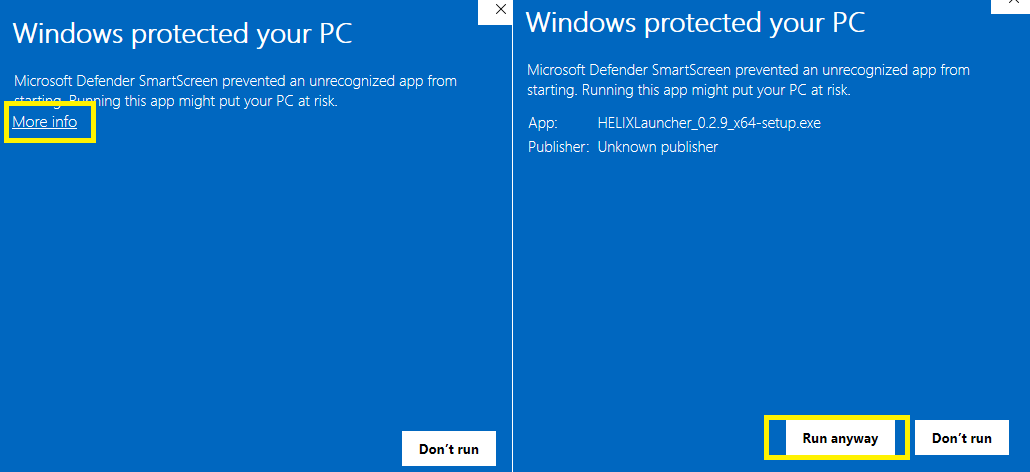 Windows protected your PC
Microsoft Defender SmartScreen prevented an unrecognized app from
starting. Running this app might put your PC at risk.
More info
Don't run
Windows protected your PC
Microsoft Defender SmartScreen prevented an unrecognized app from
starting. Running this app might put your PC at risk.
App: HELIXLauncher_0.2.9_x64-setup.exe
Publisher: Unknown publisher
Run anyway Don't run